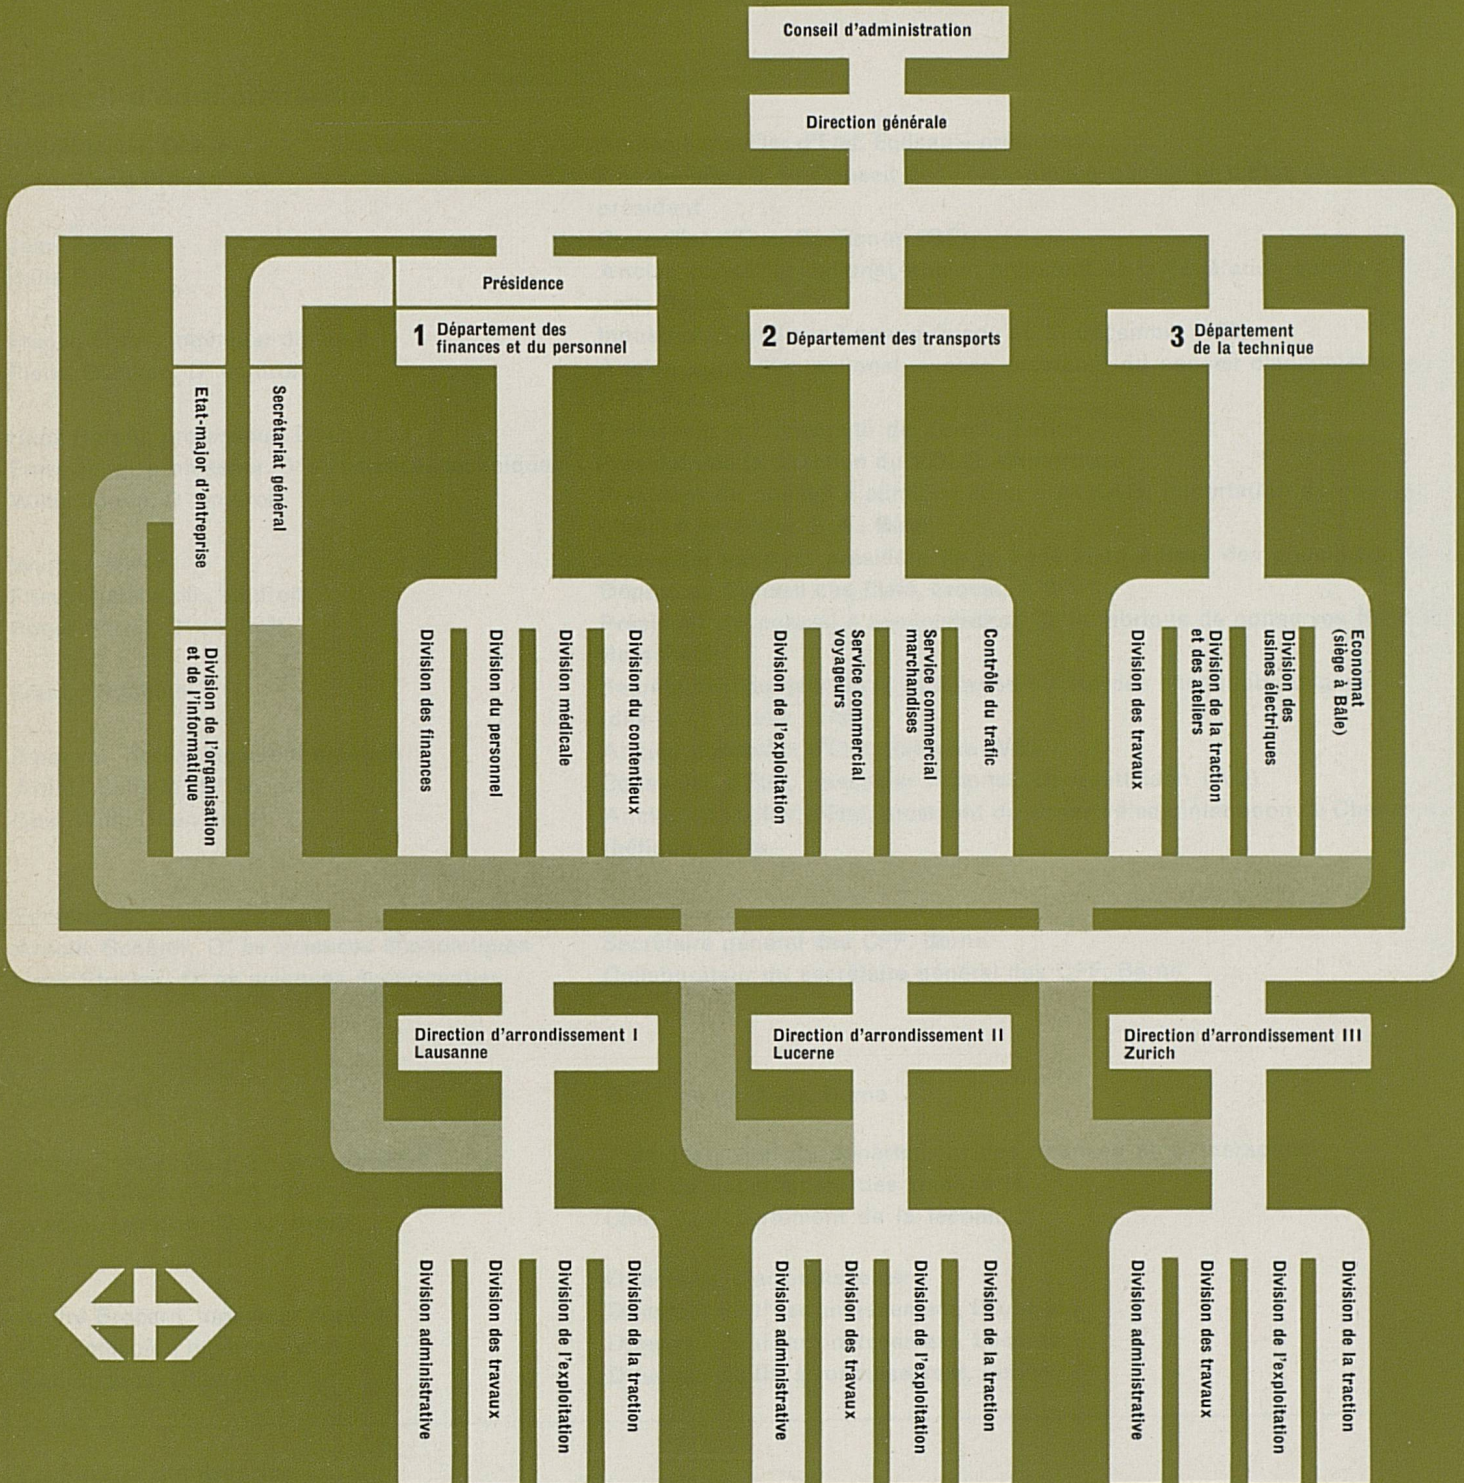 Conseil d'administration
Direction générale
Présidence
1 Département des
finances et du personnel
2 Département des transports
3 Département
de la technique
Etat-major d'entreprise
Secrétariat général
Division de l'organisation
et de l'informatique
Division des finances
Division du personnel
Division médicale
Division du contentieux
Division de l'exploitation
Service commercial
voyageurs
Service commercial
marchandises
Contrôle du trafic
Division des travaux
Division de la traction
et des ateliers
Division des
usines électriques
Economat
(siège à Bâle)
Direction d'arrondissement I
Lausanne
Direction d'arrondissement II
Lucerne
Direction d'arrondissement III
Zurich
Division administrative
Division des travaux
Division de l'exploitation
Division de la traction
Division administrative
Division des travaux
Division de l'exploitation
Division de la traction
Division administrative
Division des travaux
Division de l'exploitation
Division de la traction